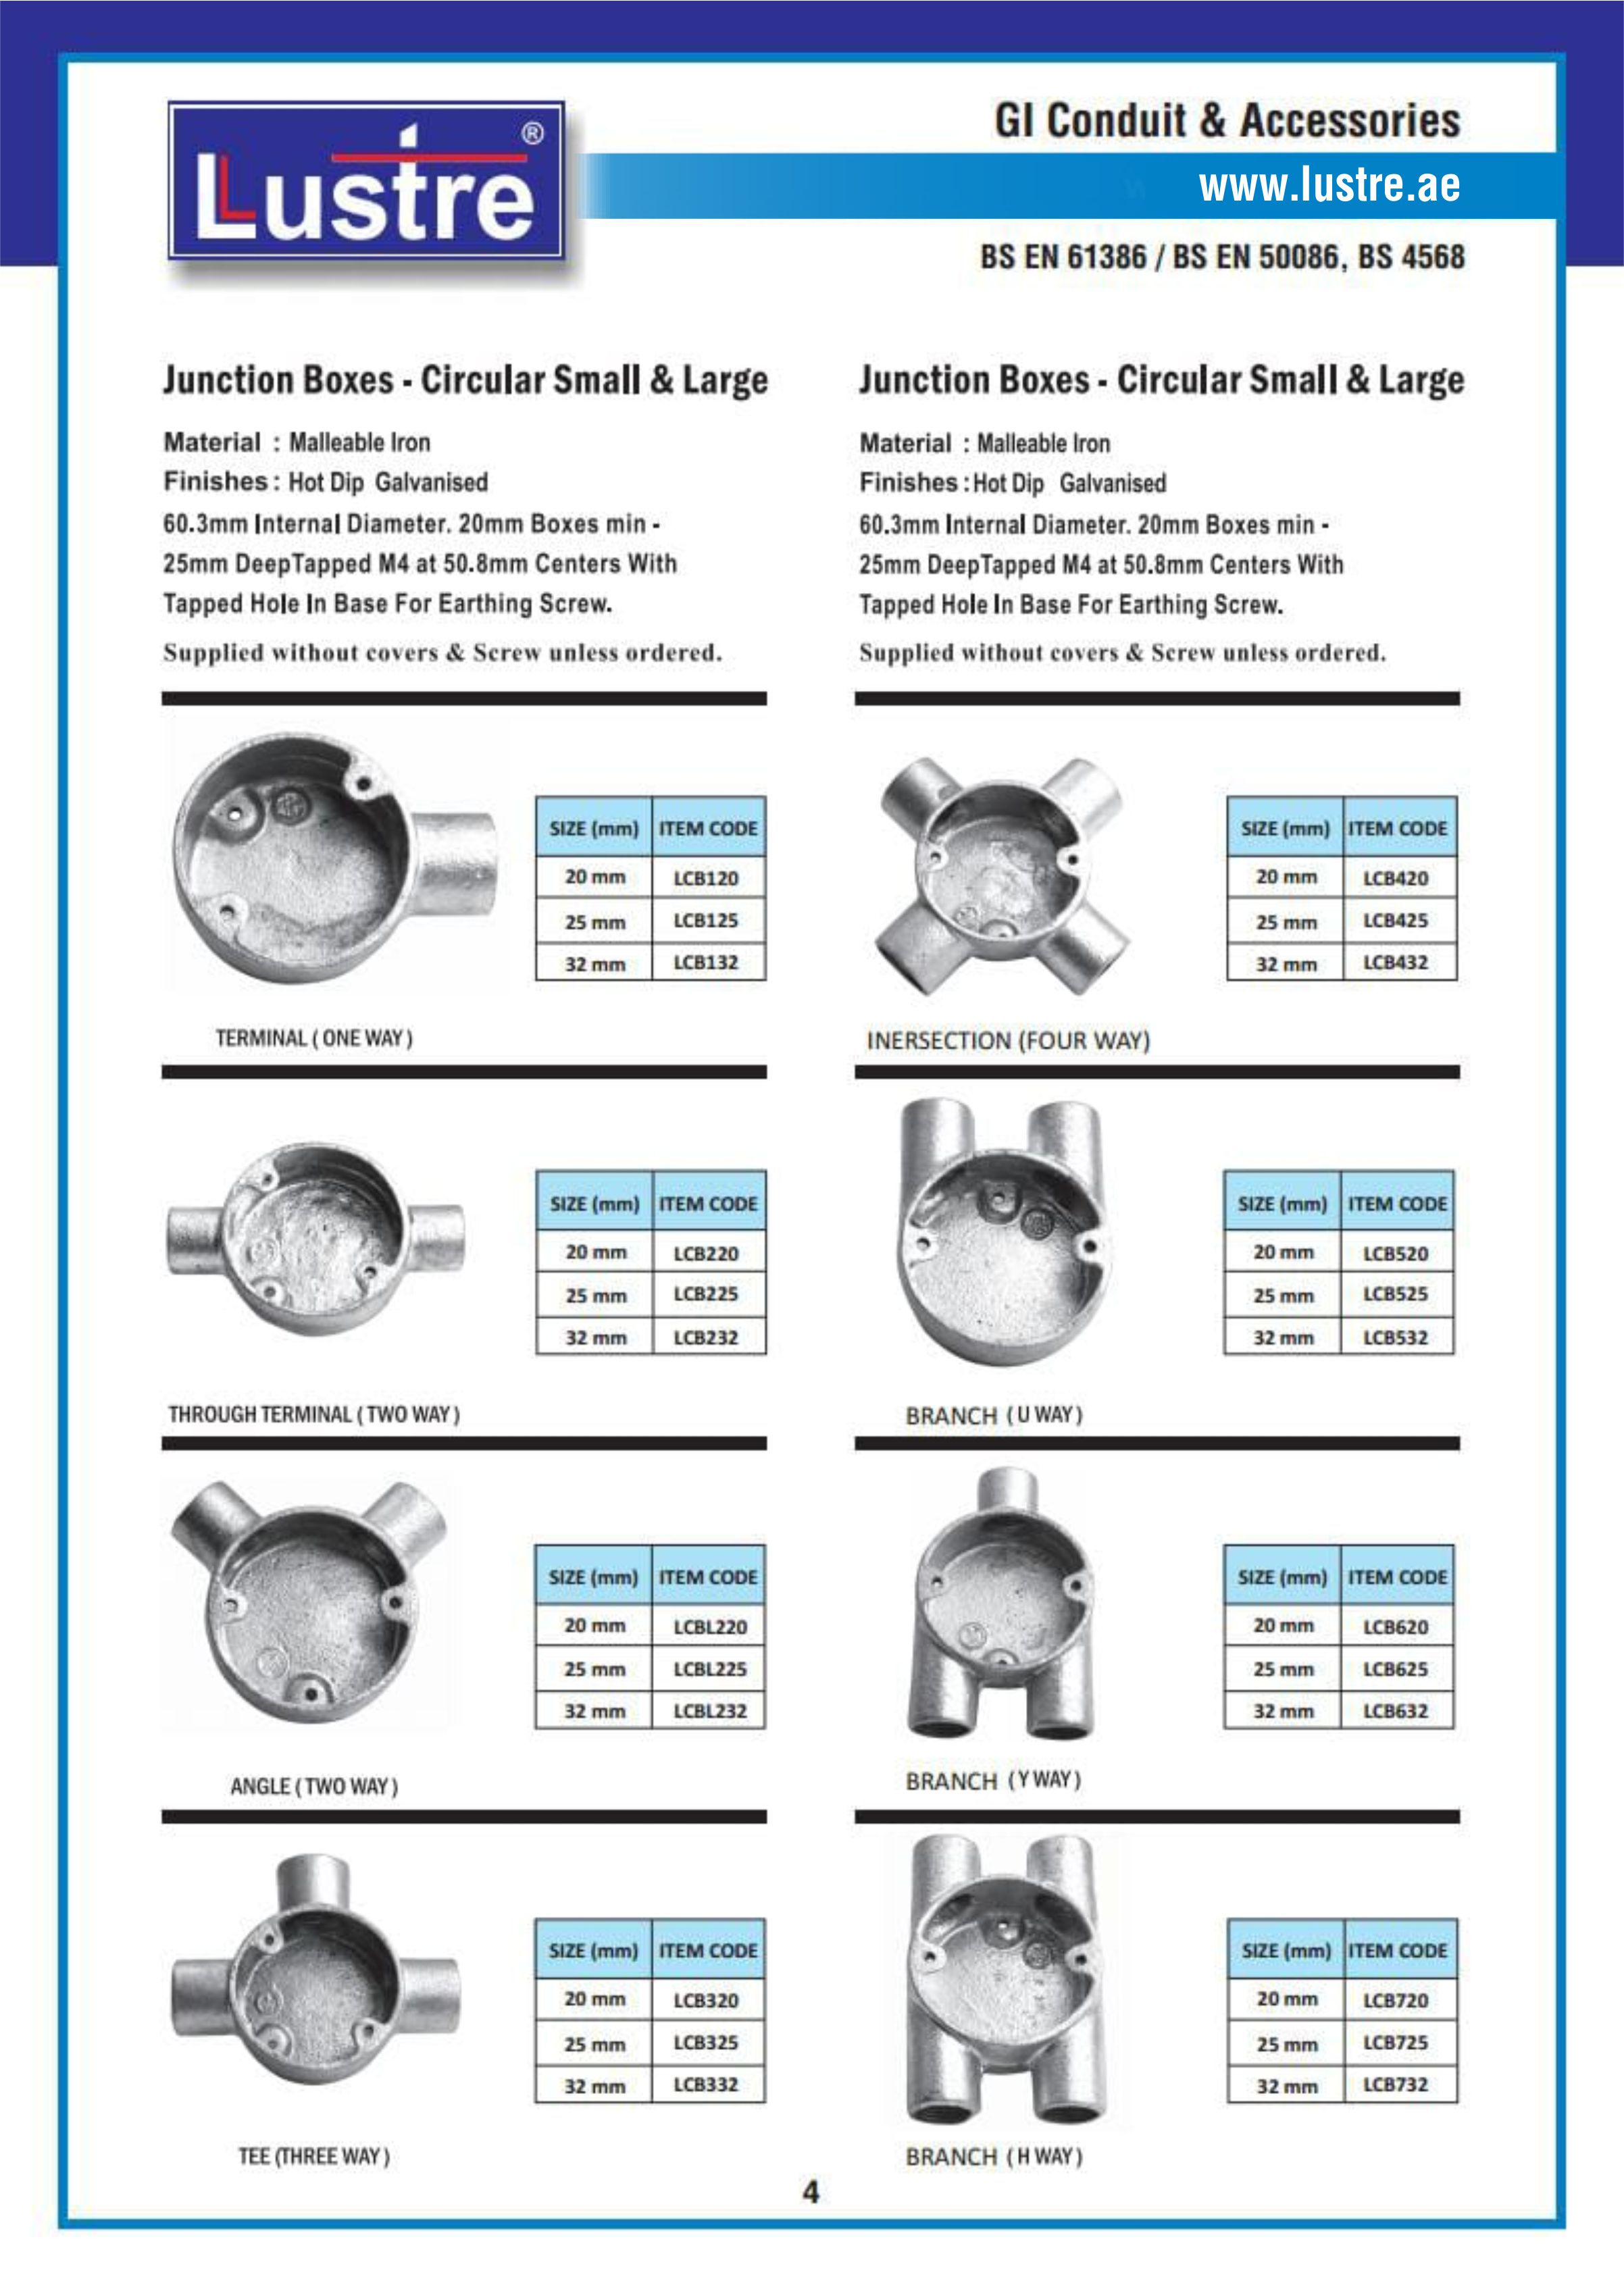 Lustre ®
GI Conduit & Accessories
www.lustre.ae
BS EN 61386 / BS EN 50086, BS 4568
Junction Boxes - Circular Small & Large
Material : Malleable Iron
Finishes : Hot Dip Galvanised
60.3mm Internal Diameter. 20mm Boxes min -
25mm DeepTapped M4 at 50.8mm Centers With
Tapped Hole In Base For Earthing Screw.
Supplied without covers & Screw unless ordered.
SIZE (mm) ITEM CODE
20 mm LCB120
25 mm LCB125
32 mm LCB132
TERMINAL ( ONE WAY )
SIZE (mm) ITEM CODE
20 mm LCB220
25 mm LCB225
32 mm LCB232
THROUGH TERMINAL ( TWO WAY )
SIZE (mm) ITEM CODE
20 mm LCBL220
25 mm LCBL225
32 mm LCBL232
ANGLE ( TWO WAY )
SIZE (mm) ITEM CODE
20 mm LCB320
25 mm LCB325
32 mm LCB332
TEE (THREE WAY )
Junction Boxes - Circular Small & Large
Material : Malleable Iron
Finishes : Hot Dip Galvanised
60.3mm Internal Diameter. 20mm Boxes min -
25mm DeepTapped M4 at 50.8mm Centers With
Tapped Hole In Base For Earthing Screw.
Supplied without covers & Screw unless ordered.
SIZE (mm) ITEM CODE
20 mm LCB420
25 mm LCB425
32 mm LCB432
INERSECTION (FOUR WAY)
SIZE (mm) ITEM CODE
20 mm LCB520
25 mm LCB525
32 mm LCB532
BRANCH ( U WAY )
SIZE (mm) ITEM CODE
20 mm LCB620
25 mm LCB625
32 mm LCB632
BRANCH ( Y WAY )
SIZE (mm) ITEM CODE
20 mm LCB720
25 mm LCB725
32 mm LCB732
BRANCH ( H WAY )
4